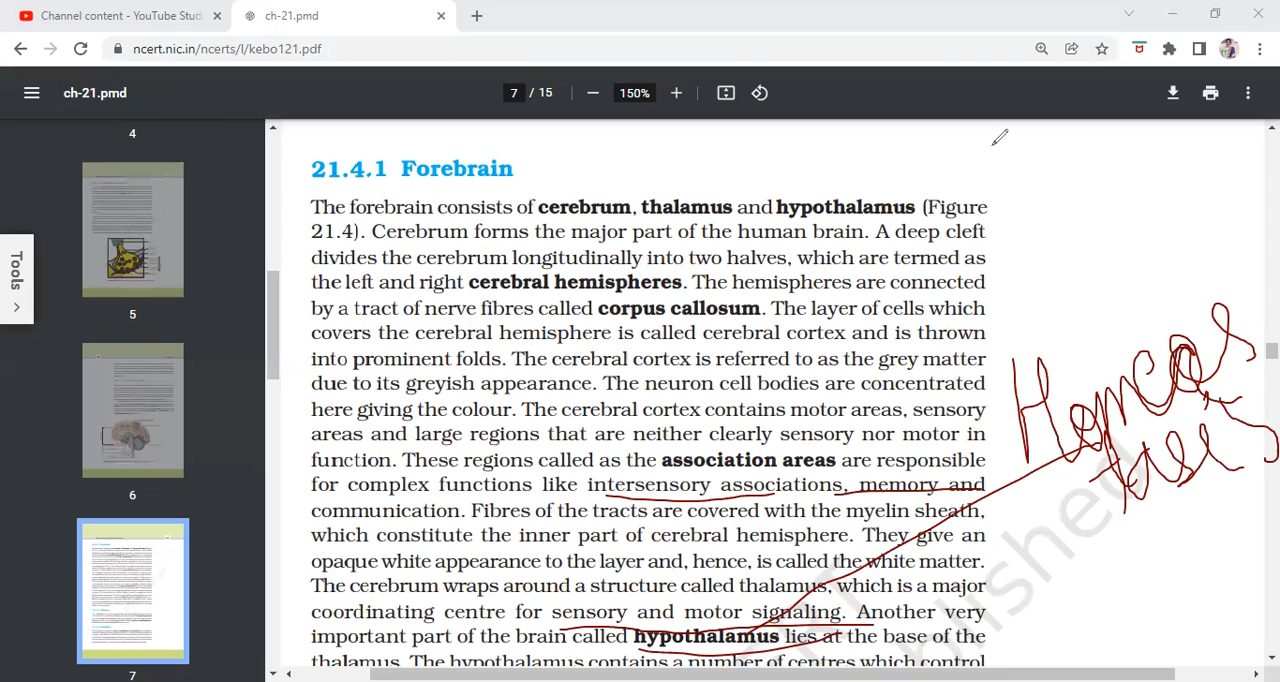 Channel content - YouTube Stud
ch-21.pmd
ncert.nic.in/ncerts/l/kebo121.pdf
ch-21.pmd
7 / 15
150%
4
5
6
7
Tools
21.4.1 Forebrain
The forebrain consists of cerebrum, thalamus and hypothalamus (Figure
21.4). Cerebrum forms the major part of the human brain. A deep cleft
divides the cerebrum longitudinally into two halves, which are termed as
the left and right cerebral hemispheres. The hemispheres are connected
by a tract of nerve fibres called corpus callosum. The layer of cells which
covers the cerebral hemisphere is called cerebral cortex and is thrown
into prominent folds. The cerebral cortex is referred to as the grey matter
due to its greyish appearance. The neuron cell bodies are concentrated
here giving the colour. The cerebral cortex contains motor areas, sensory
areas and large regions that are neither clearly sensory nor motor in
function. These regions called as the association areas are responsible
for complex functions like intersensory associations, memory and
communication. Fibres of the tracts are covered with the myelin sheath,
which constitute the inner part of cerebral hemisphere. They give an
opaque white appearance to the layer and, hence, is called the white matter.
The cerebrum wraps around a structure called thalamus, which is a major
coordinating centre for sensory and motor signaling. Another very
important part of the brain called hypothalamus lies at the base of the
thalamus. The hypothalamus contains a number of centres which control